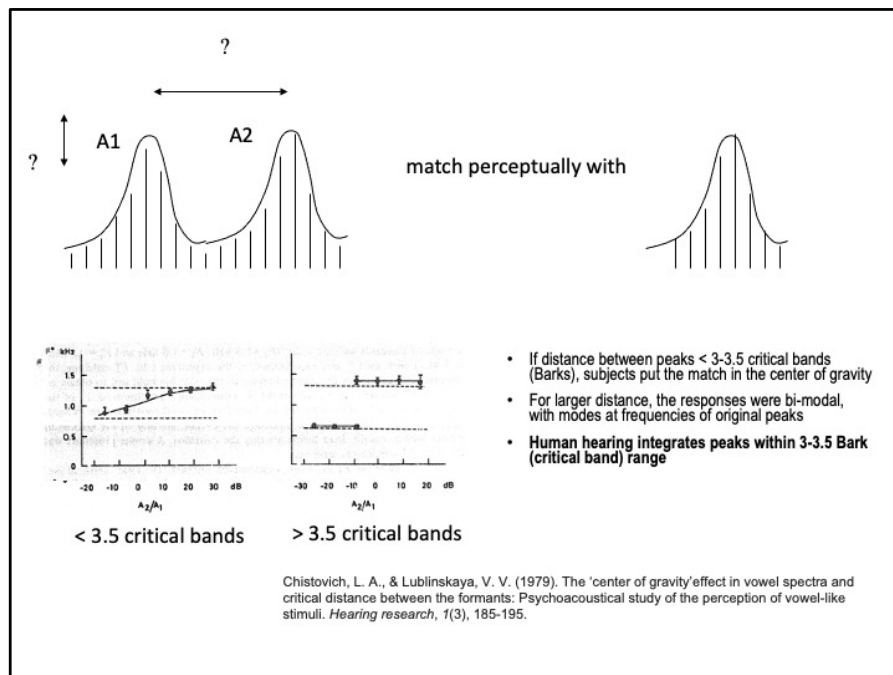 ?
A1
A2
?
match perceptually with
kHz
1.5
1.0
0.5
0
-20 -10 0 10 20 30 dB
A₂/A₁
< 3.5 critical bands
-30 -20 -10 0 10 20
dB
A₂/A₁
> 3.5 critical bands
• If distance between peaks < 3-3.5 critical bands
(Barks), subjects put the match in the center of gravity
• For larger distance, the responses were bi-modal,
with modes at frequencies of original peaks
• Human hearing integrates peaks within 3-3.5 Bark
(critical band) range
Chistovich, L. A., & Lublinskaya, V. V. (1979). The 'center of gravity'effect in vowel spectra and
critical distance between the formants: Psychoacoustical study of the perception of vowel-like
stimuli. Hearing research, 1(3), 185-195.